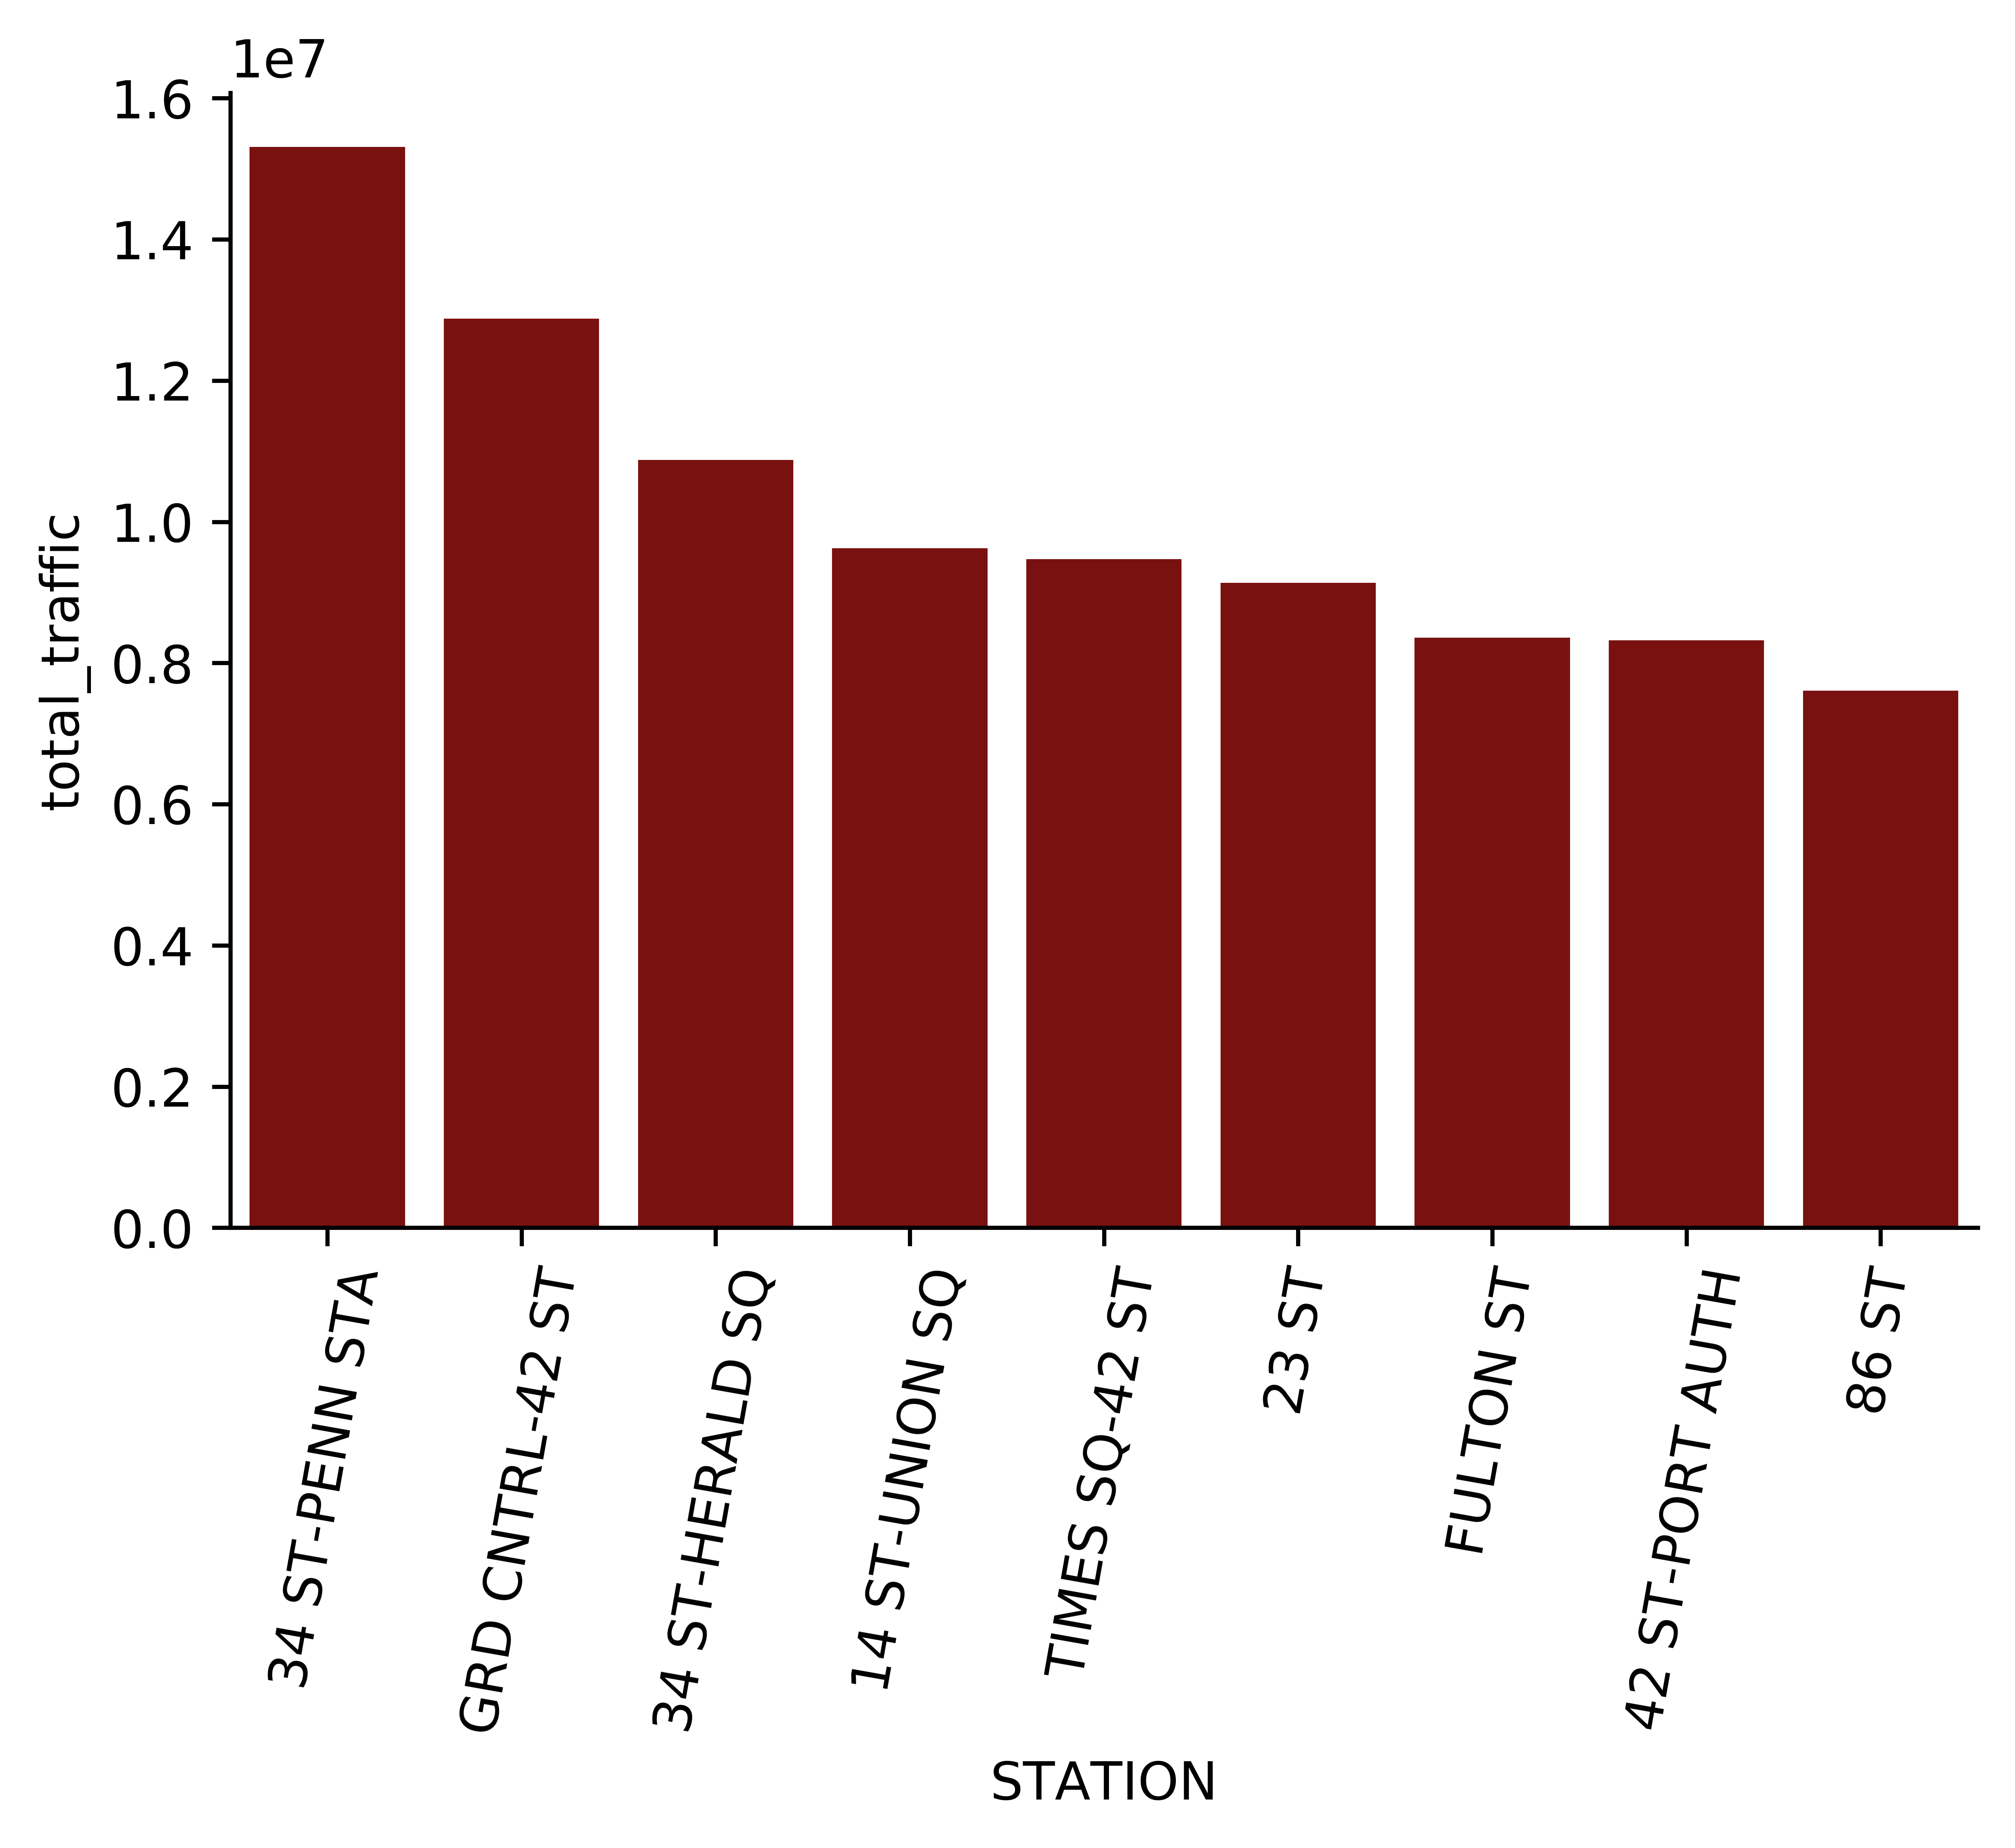 1e7
1.6
1.4
1.2
1.0
0.8
0.6
0.4
0.2
0.0
total_traffic
34 ST-PENN STA
GRD CNTRL-42 ST
34 ST-HERALD SQ
14 ST-UNION SQ
TIMES SQ-42 ST
23 ST
FULTON ST
42 ST-PORT AUTH
86 ST
STATION